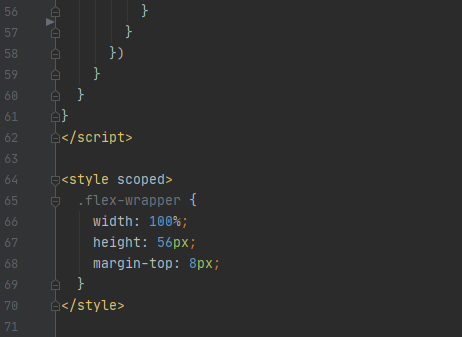 56 }
57 }
58 })
59 }
60 }
61 }
62 </script>
63
64 <style scoped>
65 .flex-wrapper {
66 width: 100%;
67 height: 56px;
68 margin-top: 8px;
69 }
70 </style>
71